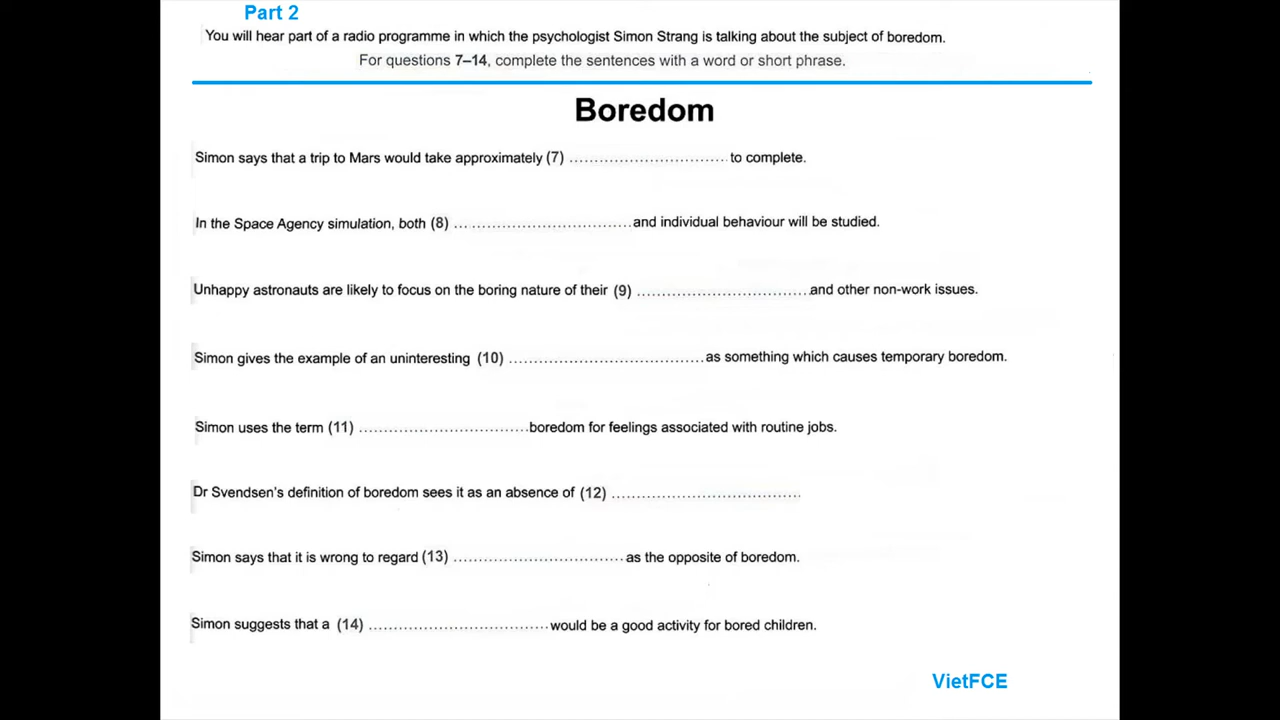 Part 2
You will hear part of a radio programme in which the psychologist Simon Strang is talking about the subject of boredom.
For questions 7–14, complete the sentences with a word or short phrase.
Boredom
Simon says that a trip to Mars would take approximately (7) .............................. to complete.
In the Space Agency simulation, both (8) .................................. and individual behaviour will be studied.
Unhappy astronauts are likely to focus on the boring nature of their (9) ................................. and other non-work issues.
Simon gives the example of an uninteresting (10) ..................................... as something which causes temporary boredom.
Simon uses the term (11) ................................ boredom for feelings associated with routine jobs.
Dr Svendsen's definition of boredom sees it as an absence of (12) ....................................
Simon says that it is wrong to regard (13) ................................ as the opposite of boredom.
Simon suggests that a (14) .................................. would be a good activity for bored children.
VietFCE